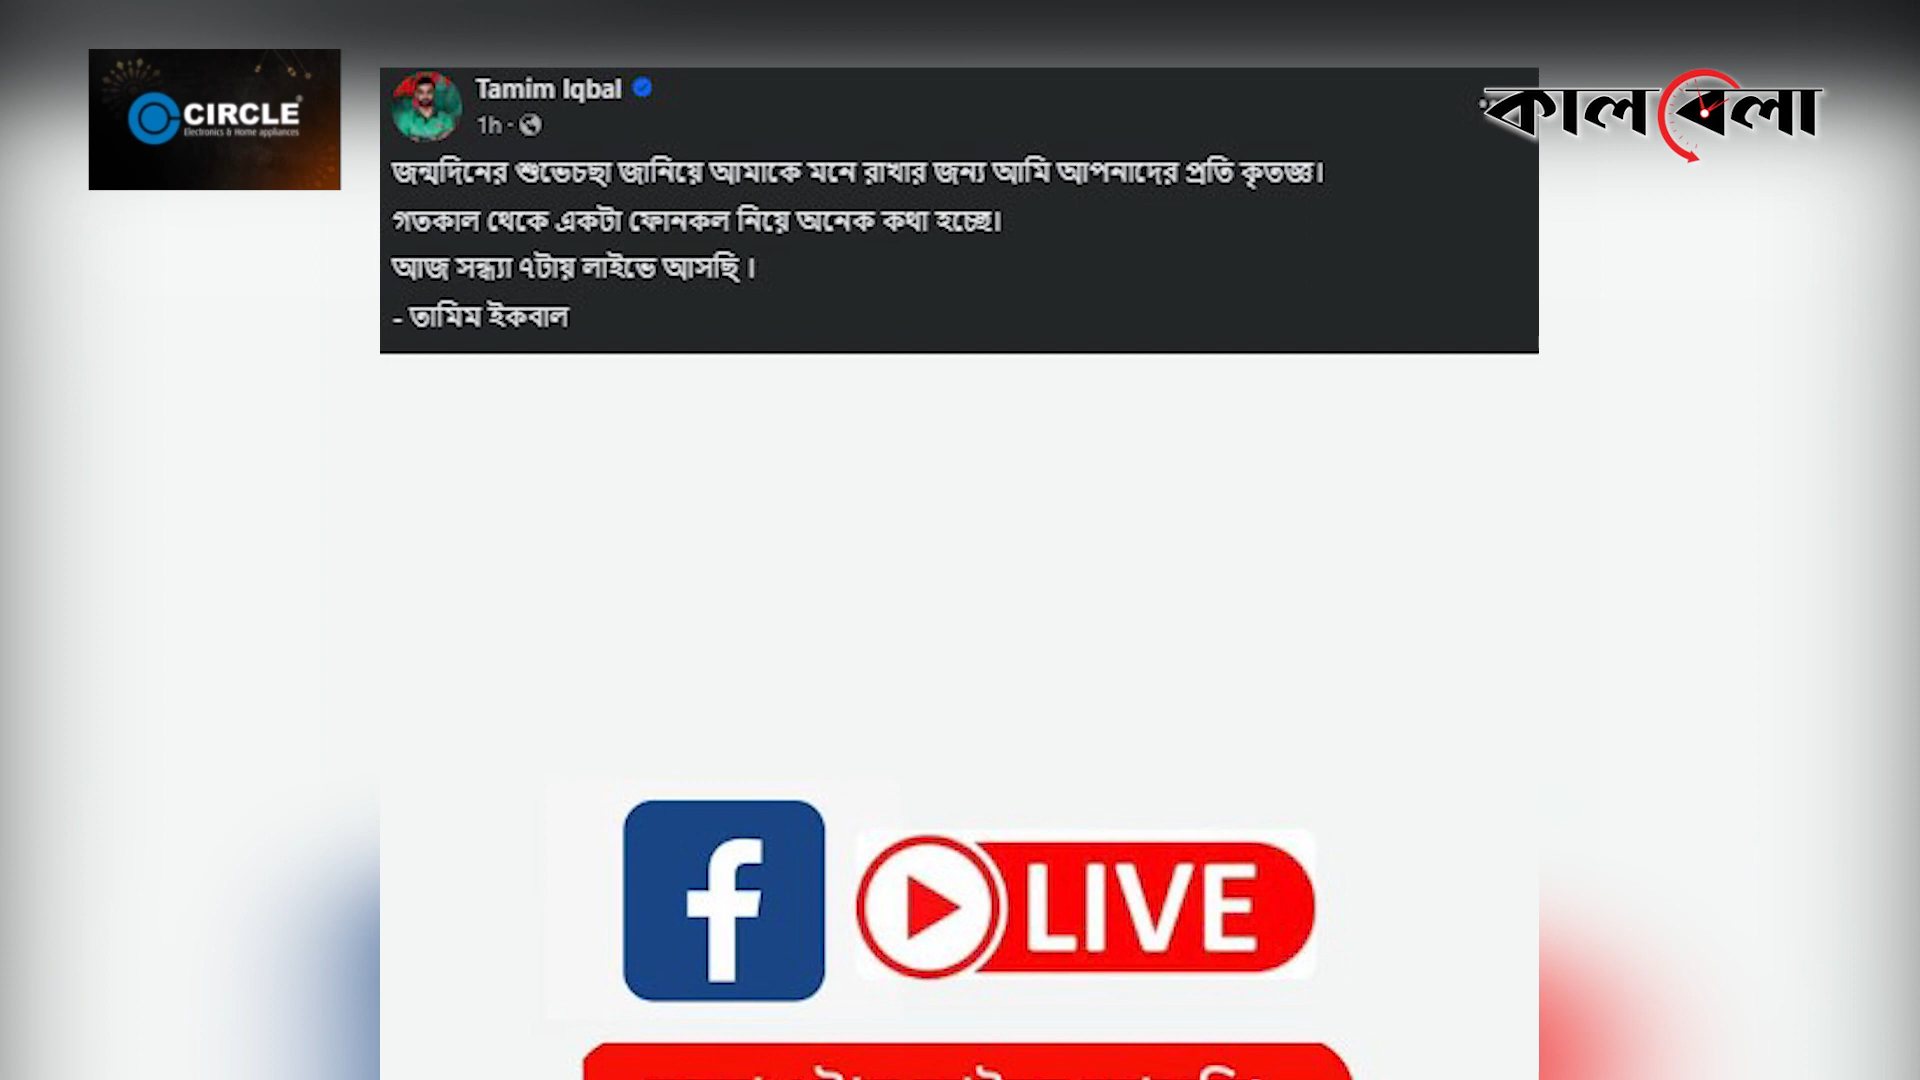 CIRCLE
Electronics & Home appliances
Tamim Iqbal
1h
কালবেলা
জন্মদিনের শুভেচ্ছা জানিয়ে আমাকে মনে রাখার জন্য আমি আপনাদের প্রতি কৃতজ্ঞ।
গতকাল থেকে একটা ফোনকল নিয়ে অনেক কথা হচ্ছে।
আজ সন্ধ্যা ৭টায় লাইভে আসছি।
- তামিম ইকবাল
f
LIVE